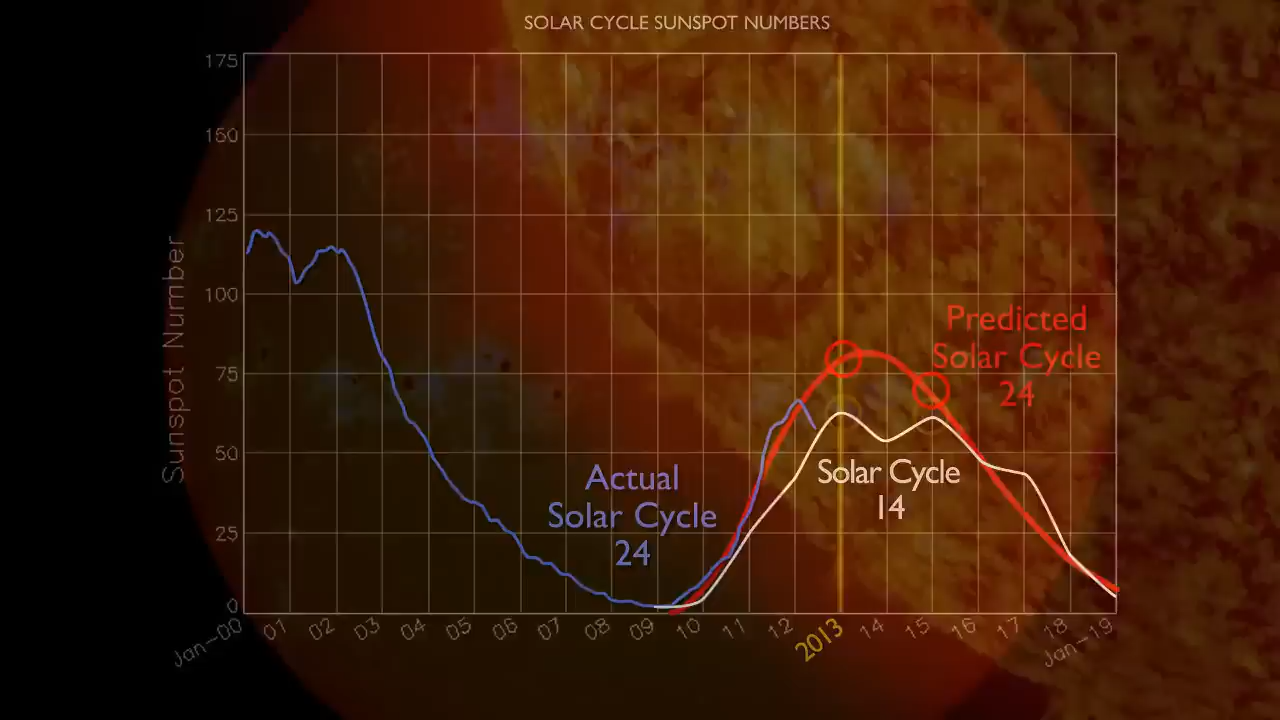 SOLAR CYCLE SUNSPOT NUMBERS
175
150
125
100
75
50
25
0
Sunspot Number
Predicted
Solar Cycle
24
Actual
Solar Cycle
24
Solar Cycle
14
Jan-00 01 02 03 04 05 06 07 08 09 10 11 12 2013 14 15 16 17 18 Jan-19